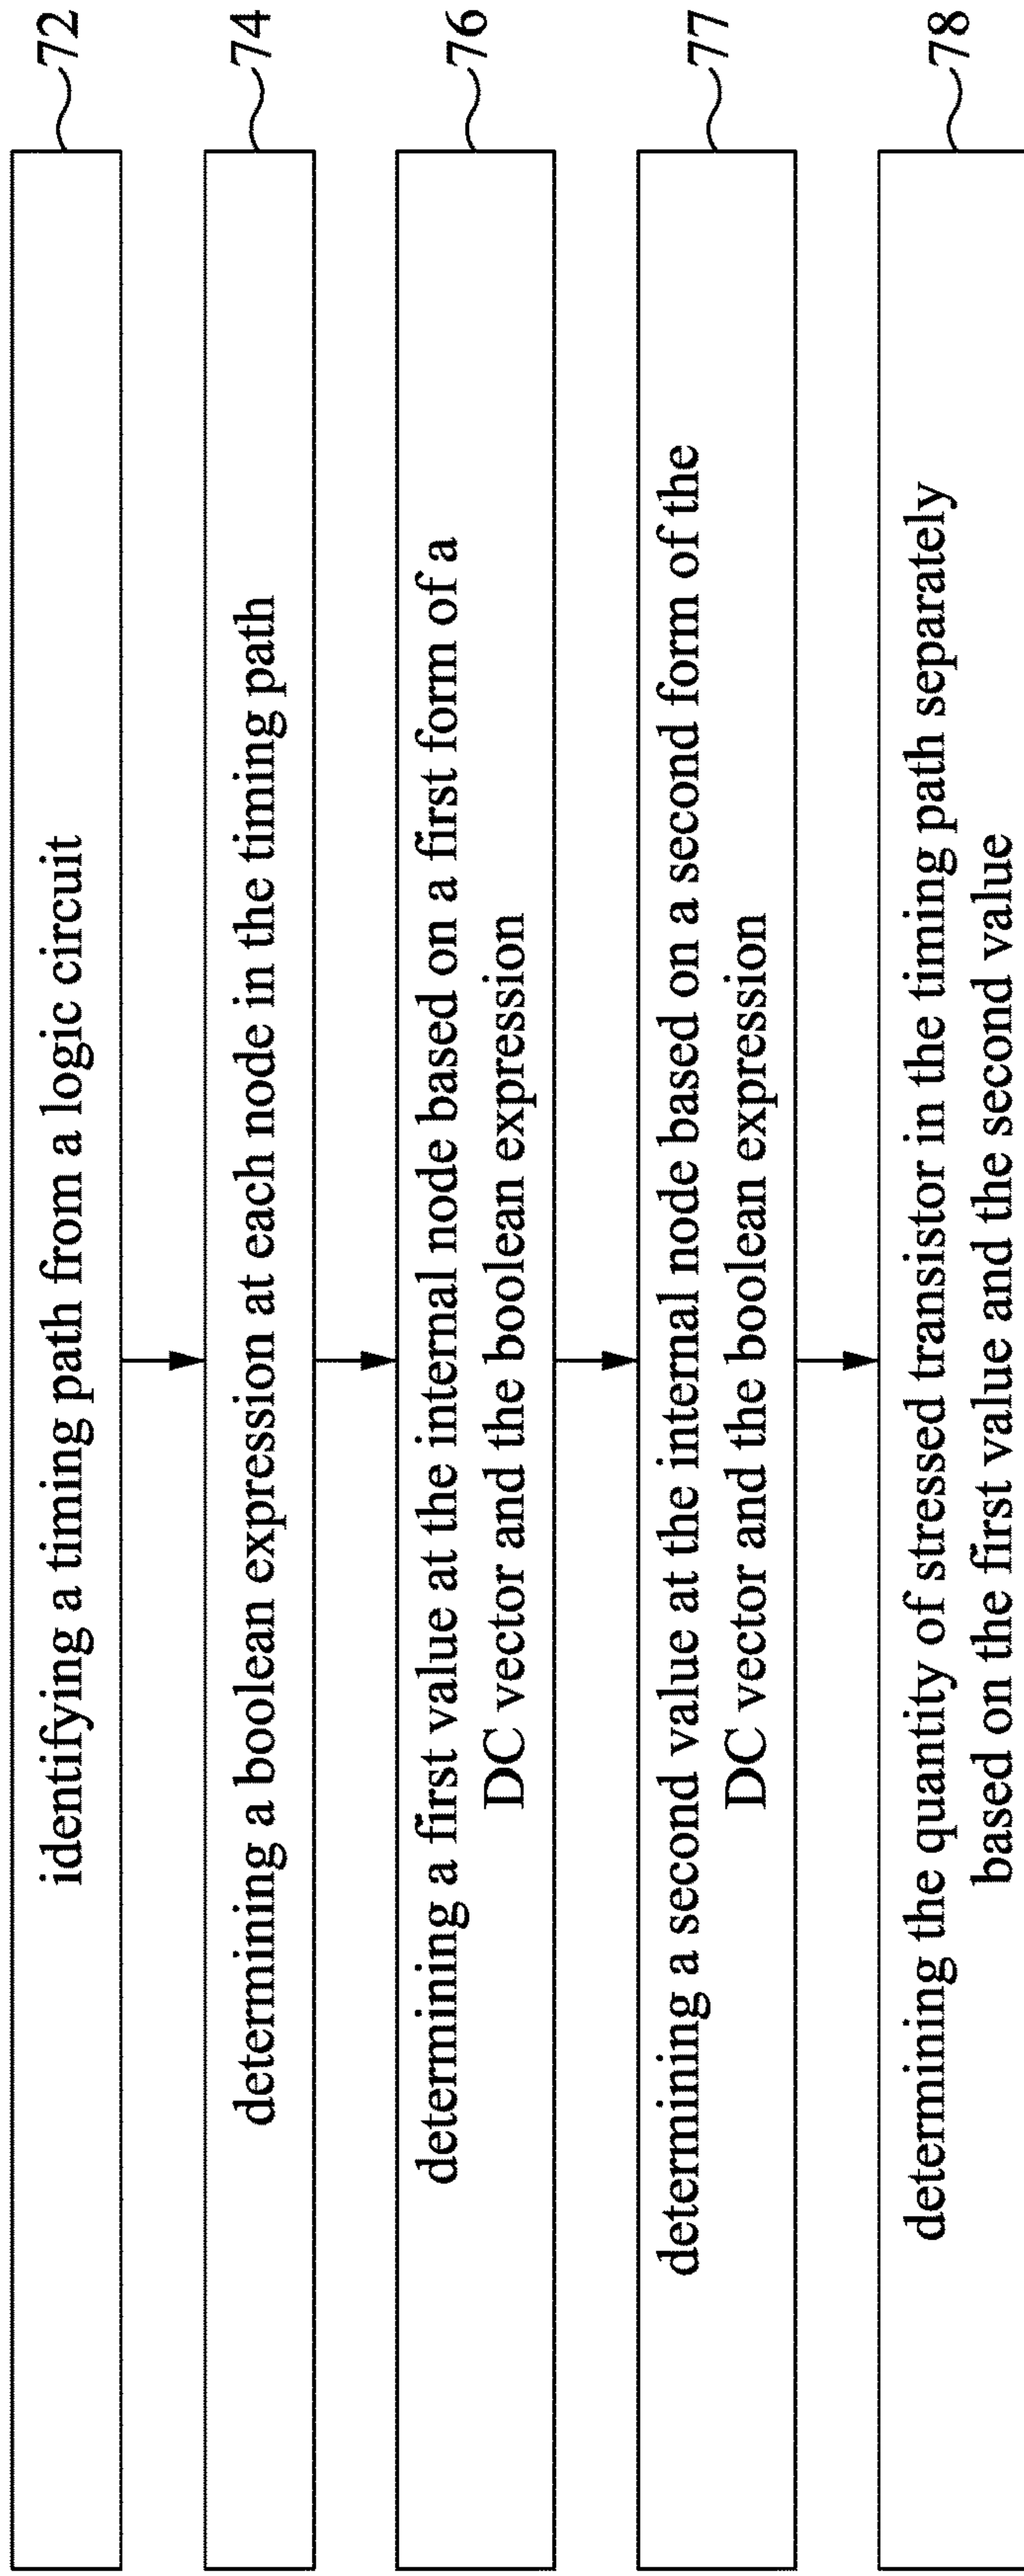 identifying a timing path from a logic circuit
72
determining a boolean expression at each node in the timing path
74
determining a first value at the internal node based on a first form of a
DC vector and the boolean expression
76
determining a second value at the internal node based on a second form of the
DC vector and the boolean expression
77
determining the quantity of stressed transistor in the timing path separately
based on the first value and the second value
78